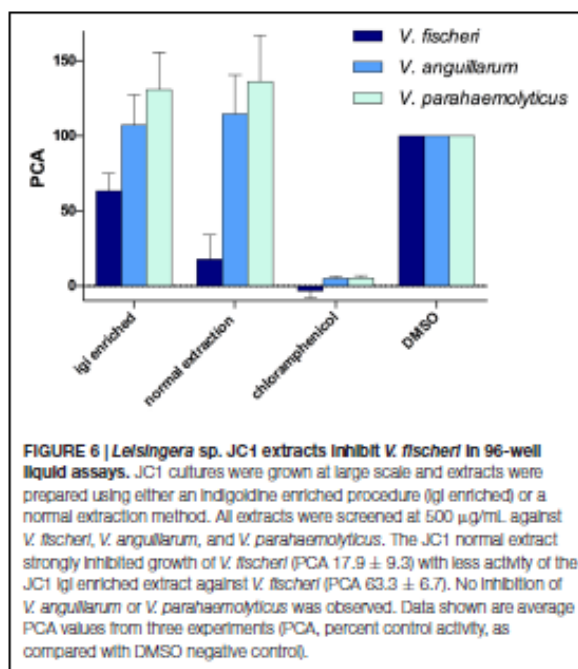 V. fischeri
V. anguillarum
V. parahaemolyticus
PCA
150
100
50
0
igi enriched
normal extraction
chloramphenicol
DMSO
FIGURE 6 | Leisingera sp. JC1 extracts inhibit V. fischeri in 96-well
liquid assays. JC1 cultures were grown at large scale and extracts were
prepared using either an indigoidine enriched procedure (igi enriched) or a
normal extraction method. All extracts were screened at 500 μg/mL against
V. fischeri, V. anguillarum, and V. parahaemolyticus. The JC1 normal extract
strongly inhibited growth of V. fischeri (PCA 17.9 ± 9.3) with less activity of the
JC1 igi enriched extract against V. fischeri (PCA 63.3 ± 6.7). No inhibition of
V. anguillarum or V. parahaemolyticus was observed. Data shown are average
PCA values from three experiments (PCA, percent control activity, as
compared with DMSO negative control).